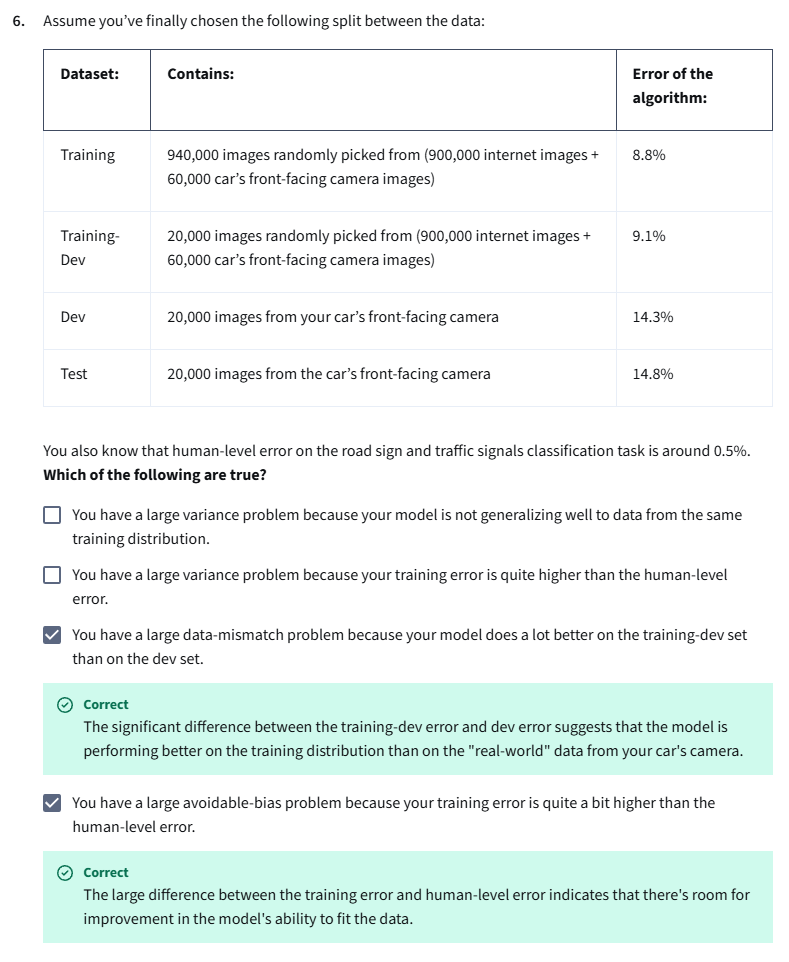 6. Assume you’ve finally chosen the following split between the data:
Dataset: Contains: Error of the
algorithm:
Training 940,000 images randomly picked from (900,000 internet images + 8.8%
60,000 car’s front-facing camera images)
Training- 20,000 images randomly picked from (900,000 internet images + 9.1%
Dev 60,000 car’s front-facing camera images)
Dev 20,000 images from your car’s front-facing camera 14.3%
Test 20,000 images from the car’s front-facing camera 14.8%
You also know that human-level error on the road sign and traffic signals classification task is around 0.5%.
Which of the following are true?
You have a large variance problem because your model is not generalizing well to data from the same
training distribution.
You have a large variance problem because your training error is quite higher than the human-level
error.
You have a large data-mismatch problem because your model does a lot better on the training-dev set
than on the dev set.
Correct
The significant difference between the training-dev error and dev error suggests that the model is
performing better on the training distribution than on the "real-world" data from your car's camera.
You have a large avoidable-bias problem because your training error is quite a bit higher than the
human-level error.
Correct
The large difference between the training error and human-level error indicates that there's room for
improvement in the model's ability to fit the data.